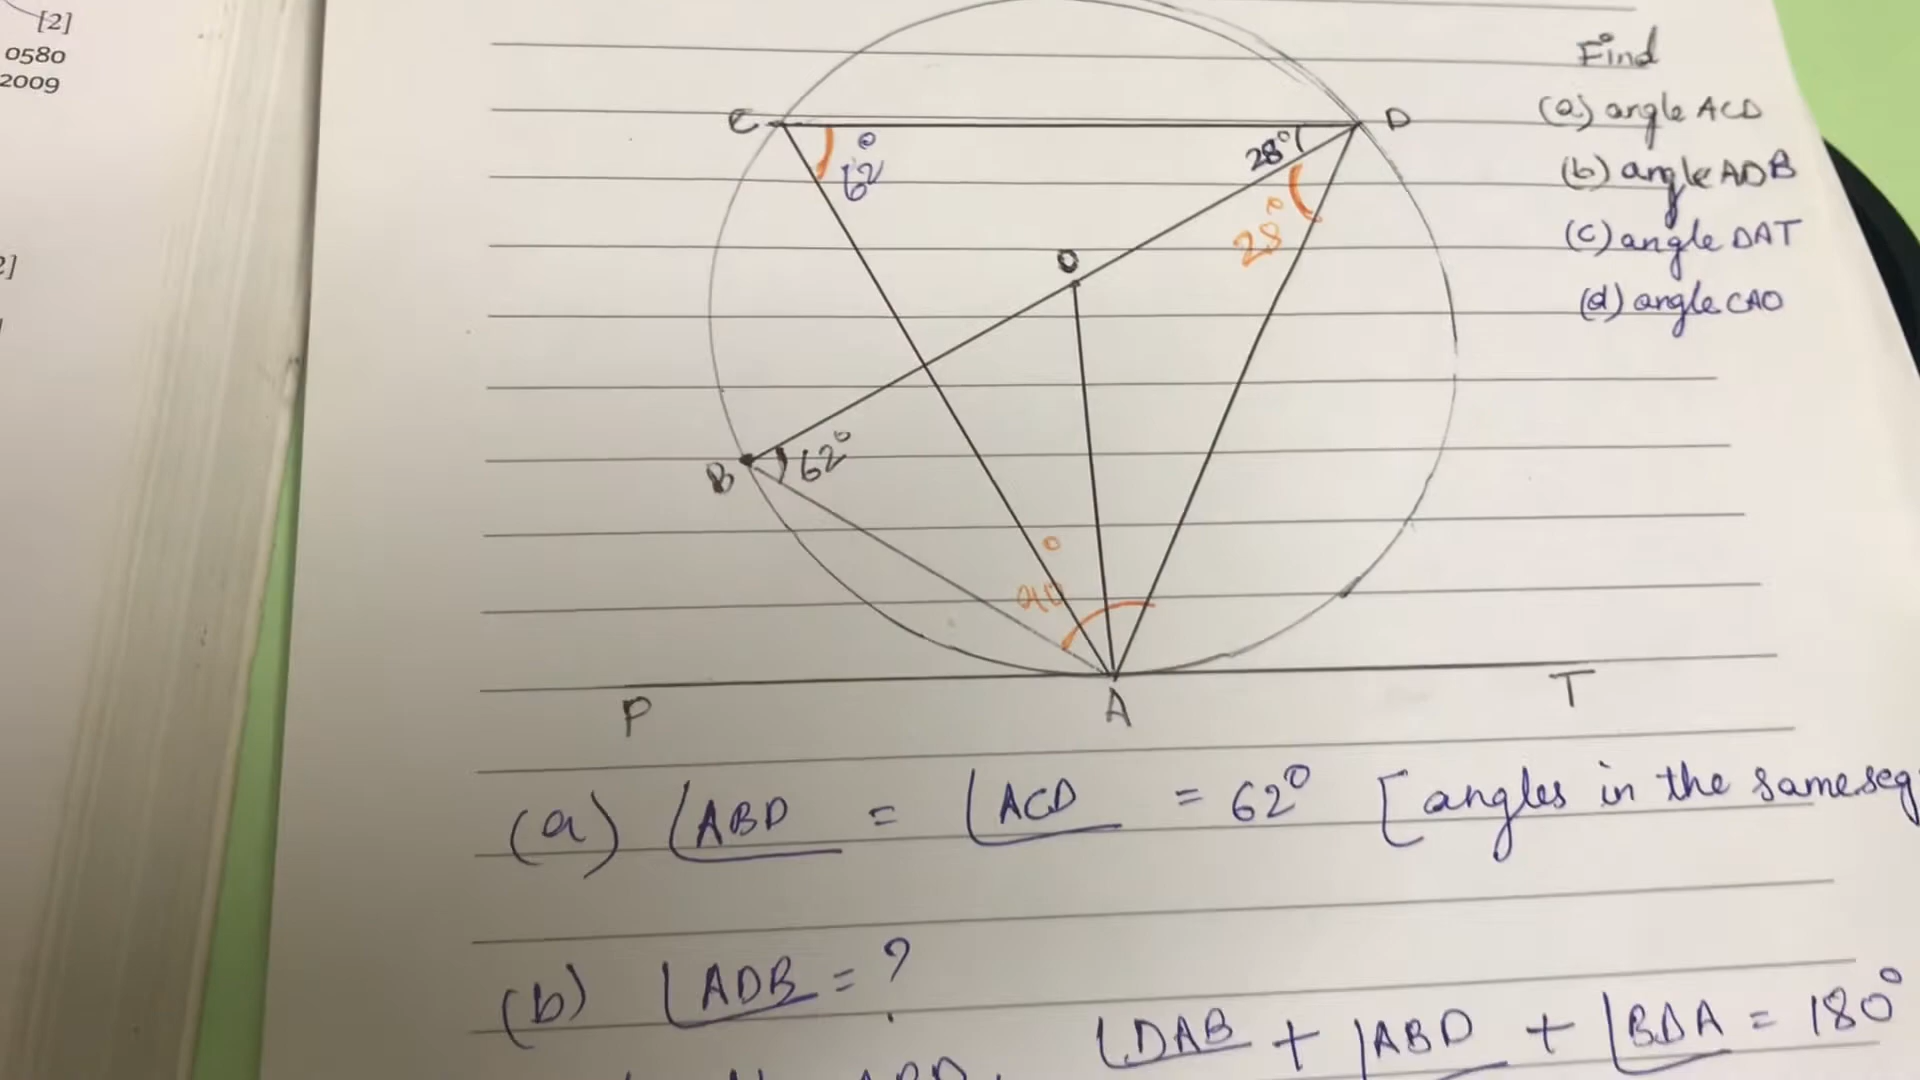 [2]
0580
2009
2]
Find
(a) angle ACD
(b) angle ADB
(c) angle DAT
(d) angle CAO
C
D
62°
28°
28°
O
B
62°
90°
P
A
T
(a) ∠ABD = ∠ACD = 62° [angles in the same seg
(b) ∠ADB = ?
∠DAB + ∠ABD + ∠BDA = 180°